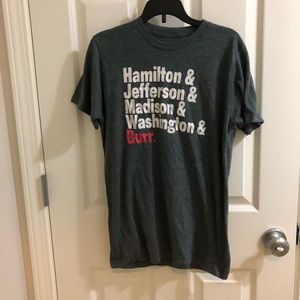 Hamilton &
Jefferson &
Madison &
Washington &
Burr.